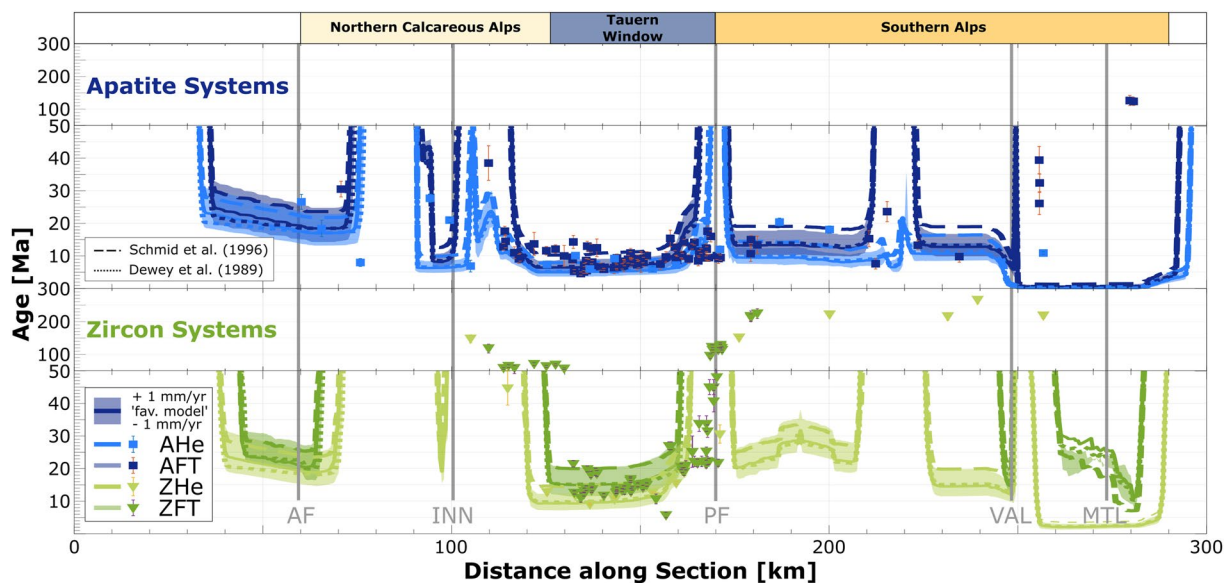 Northern Calcareous Alps
Tauern
Window
Southern Alps
300
200
100
50
40
30
20
10
Apatite Systems
Schmid et al. (1996)
Dewey et al. (1989)
Age [Ma]
300
200
100
50
40
30
20
10
Zircon Systems
+ 1 mm/yr
'fav. model'
- 1 mm/yr
AHe
AFT
ZHe
ZFT
AF
INN
PF
VAL
MTL
0
100
200
300
Distance along Section [km]